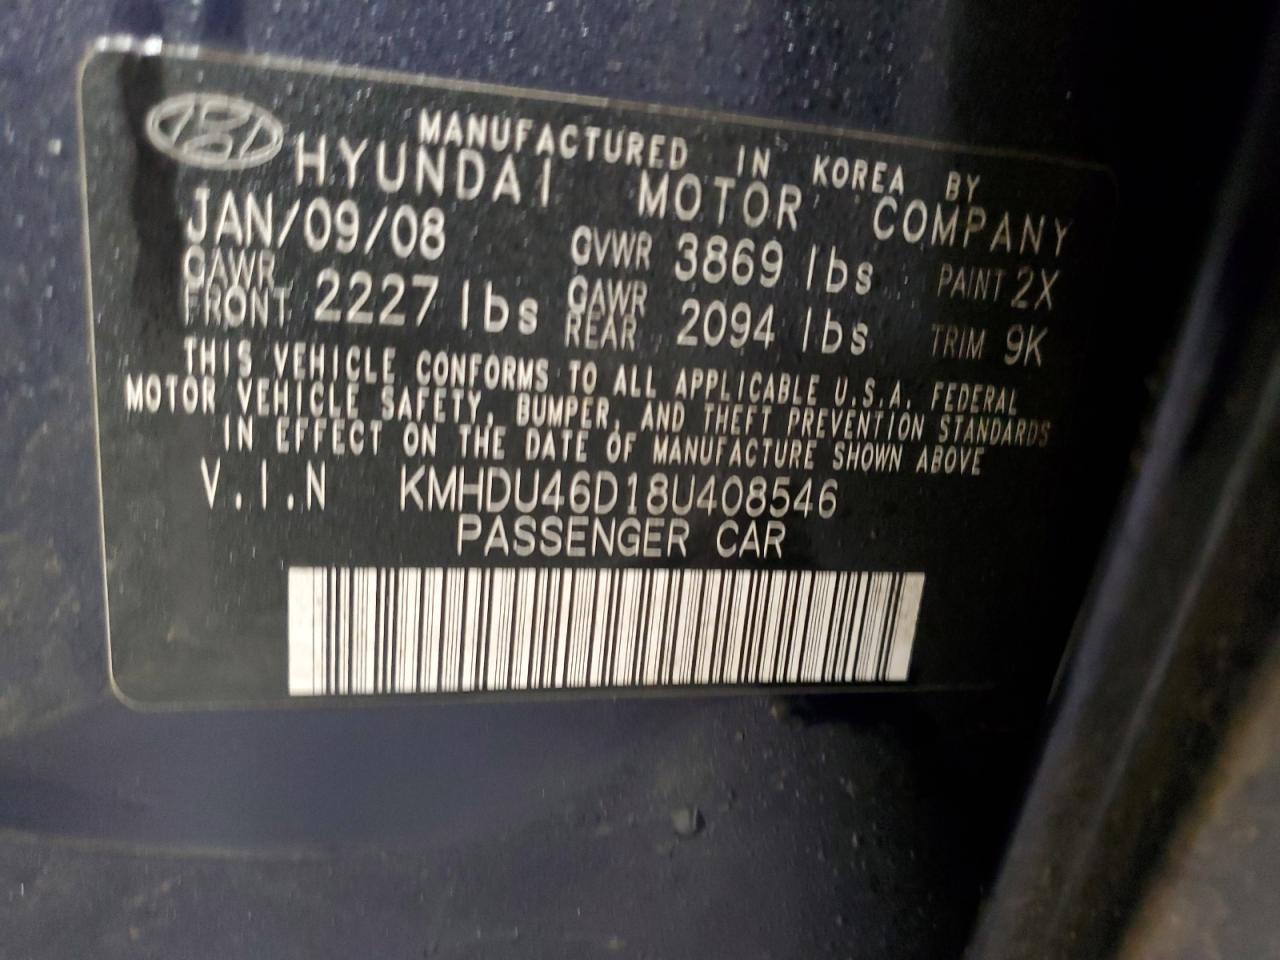 MANUFACTURED IN KOREA BY
HYUNDAI MOTOR COMPANY
JAN/09/08 GVWR 3869 lbs PAINT 2X
GAWR FRONT 2227 lbs GAWR REAR 2094 lbs TRIM 9K
THIS VEHICLE CONFORMS TO ALL APPLICABLE U.S.A. FEDERAL
MOTOR VEHICLE SAFETY, BUMPER, AND THEFT PREVENTION STANDARDS
IN EFFECT ON THE DATE OF MANUFACTURE SHOWN ABOVE
V.I.N KMHDU46D18U408546
PASSENGER CAR